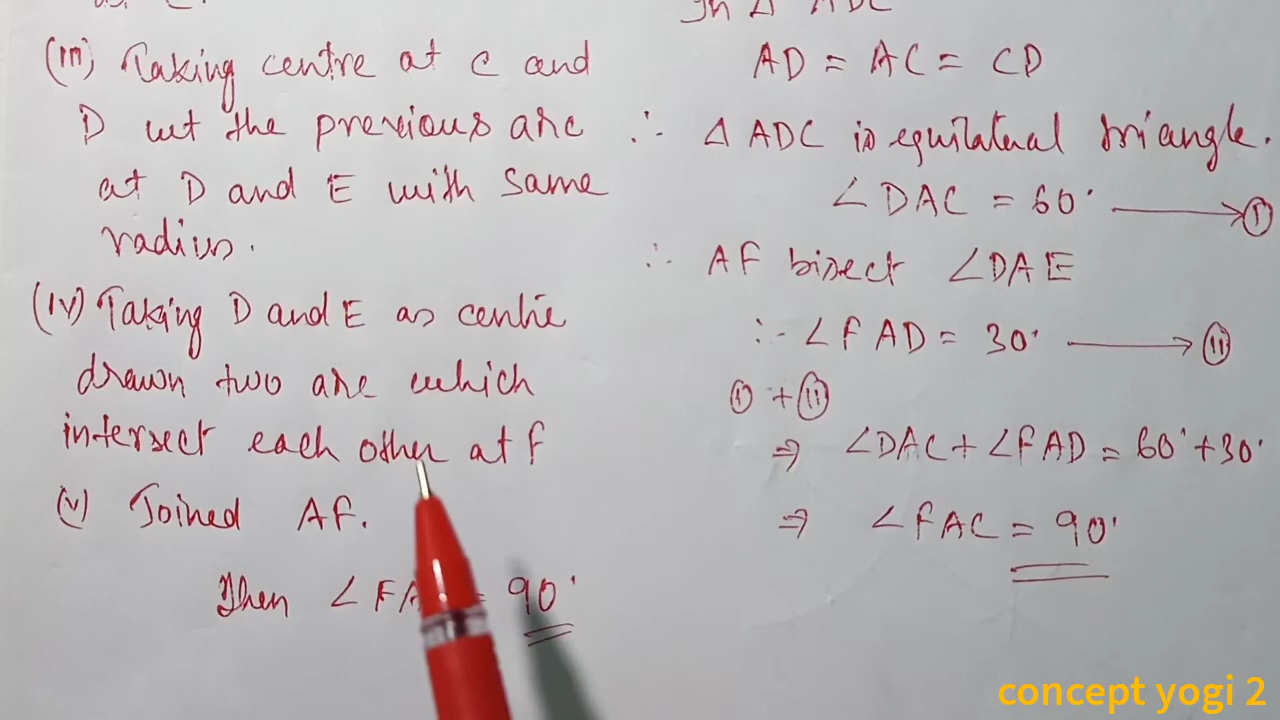 (III) Taking centre at C and
D cut the previous arc
at D and E with same
radius.
(IV) Taking D and E as centre
drawn two arc which
intersect each other at F
(V) Joined AF.
Then ∠FA = 90°
In Δ ADC
AD = AC = CD
∴ Δ ADC is equilateral triangle.
∠DAC = 60° → (I)
∴ AF bisect ∠DAE
∴ ∠FAD = 30° → (II)
(I) + (II)
⇒ ∠DAC + ∠FAD = 60° + 30°
⇒ ∠FAC = 90°
concept yogi 2